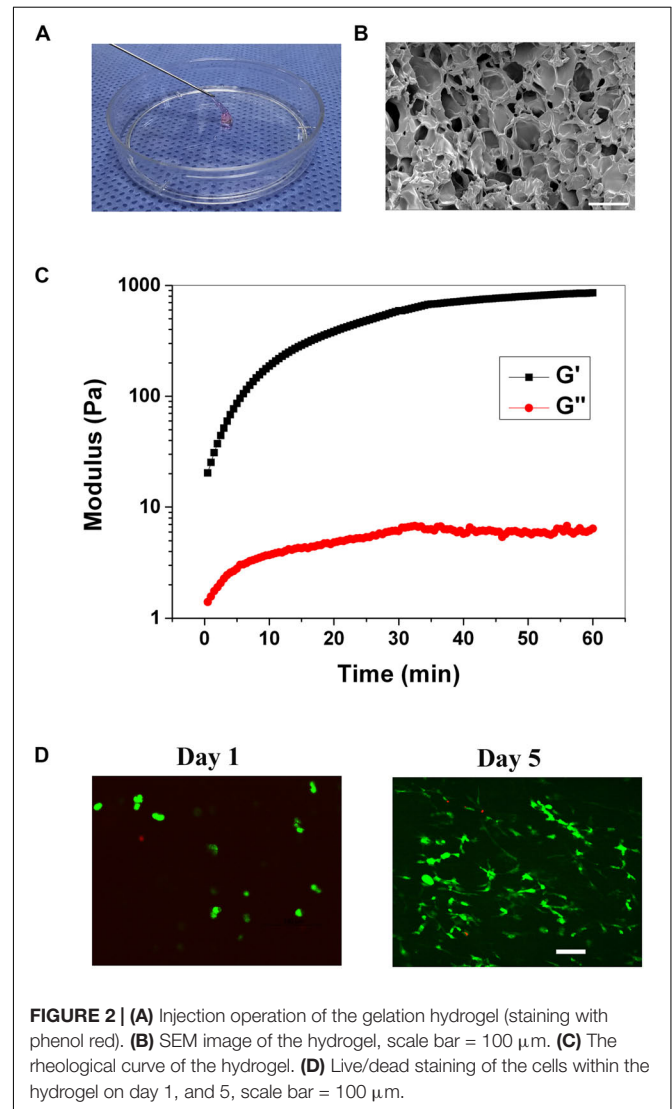 A
B
C
1000
100
10
1
Modulus (Pa)
G'
G"
0 10 20 30 40 50 60
Time (min)
D
Day 1
Day 5
FIGURE 2 | (A) Injection operation of the gelation hydrogel (staining with
phenol red). (B) SEM image of the hydrogel, scale bar = 100 μm. (C) The
rheological curve of the hydrogel. (D) Live/dead staining of the cells within the
hydrogel on day 1, and 5, scale bar = 100 μm.